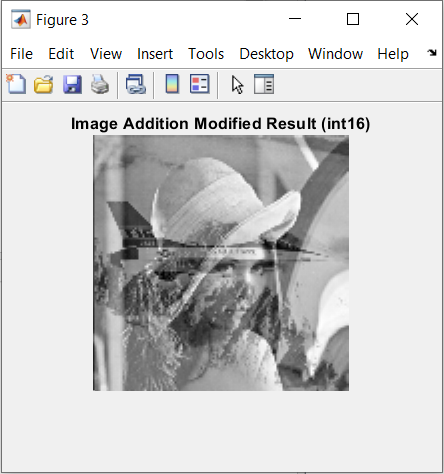 Figure 3
File Edit View Insert Tools Desktop Window Help
Image Addition Modified Result (int16)